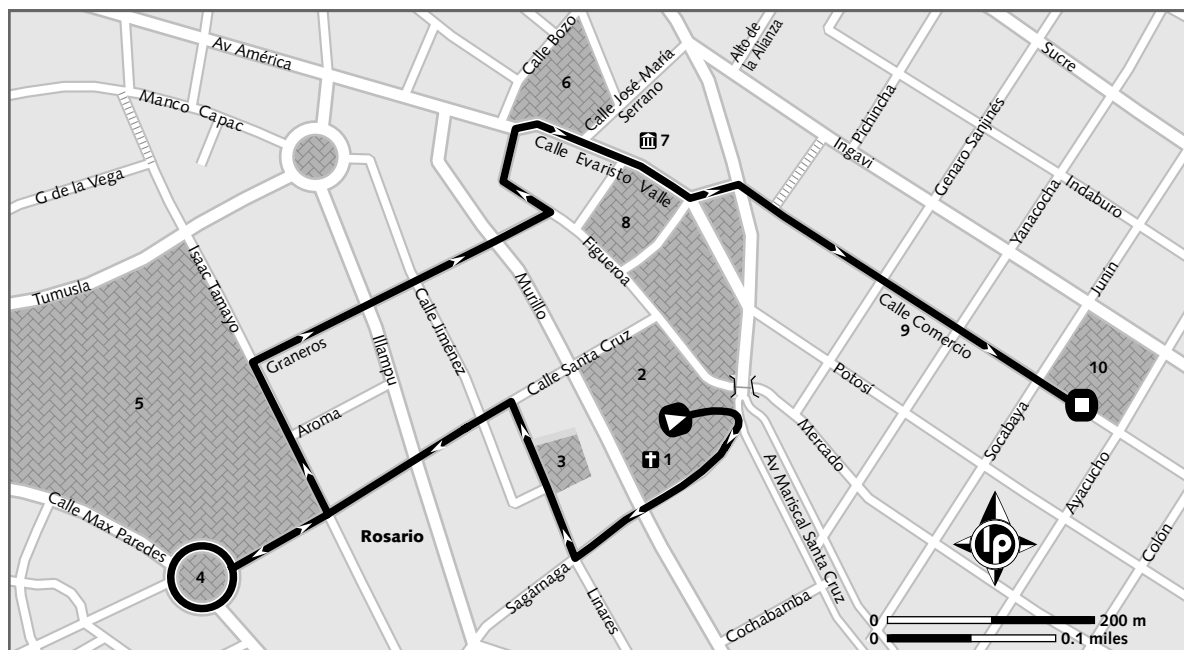 Av América
Calle Bozo
Alto de
la Alianza
Sucre
6
Calle José María
Serrano
Manco Capac
7
Pichincha
Genaro Sanjinés
Ingavi
Calle Evaristo Valle
G de la Vega
Yanacocha
Indaburo
8
Figueroa
Isaac Tamayo
Junín
Tumusla
Murillo
Calle Jiménez
Calle Comercio
9
Graneros
Illampu
Calle Santa Cruz
2
Potosí
10
5
Aroma
Mercado
Socabaya
3
1
Av Mariscal Santa Cruz
Ayacucho
Calle Max Paredes
Rosario
Colón
lp
4
Sagárnaga
Linares
Cochabamba
0 200 m
0 0.1 miles